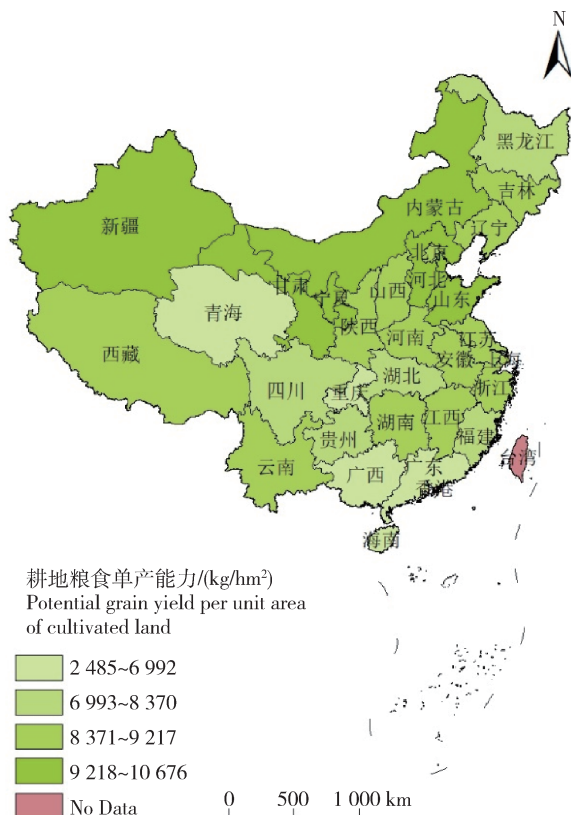 N
黑龙江
吉林
辽宁
内蒙古
新疆
北京
甘肃
宁夏
河北
山西
山东
青海
陕西
西藏
河南
江苏
安徽
上海
四川
重庆
湖北
浙江
湖南
江西
贵州
福建
云南
广西
广东
台湾
香港
海南
耕地粮食单产能力/(kg/hm²)
Potential grain yield per unit area
of cultivated land
2 485~6 992
6 993~8 370
8 371~9 217
9 218~10 676
No Data
0 500 1 000 km